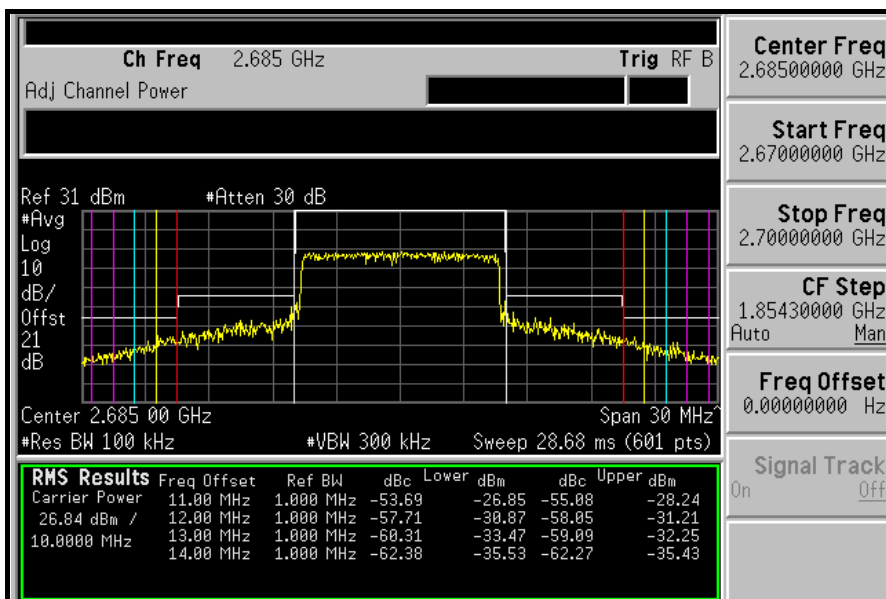 Ch Freq 2.685 GHz Trig RF B
Adj Channel Power
Ref 31 dBm #Atten 30 dB
#Avg
Log
10
dB/
Offst
21
dB
Center 2.685 00 GHz Span 30 MHz^
#Res BW 100 kHz #VBW 300 kHz Sweep 28.68 ms (601 pts)
RMS Results Freq Offset Ref BW dBc Lower dBm dBc Upper dBm
Carrier Power 11.00 MHz 1.000 MHz -53.69 -26.85 -55.08 -28.24
26.84 dBm / 12.00 MHz 1.000 MHz -57.71 -30.87 -58.05 -31.21
10.0000 MHz 13.00 MHz 1.000 MHz -60.31 -33.47 -59.09 -32.25
14.00 MHz 1.000 MHz -62.38 -35.53 -62.27 -35.43
Center Freq
2.68500000 GHz
Start Freq
2.67000000 GHz
Stop Freq
2.70000000 GHz
CF Step
1.85430000 GHz
Auto Man
Freq Offset
0.00000000 Hz
Signal Track
On Off